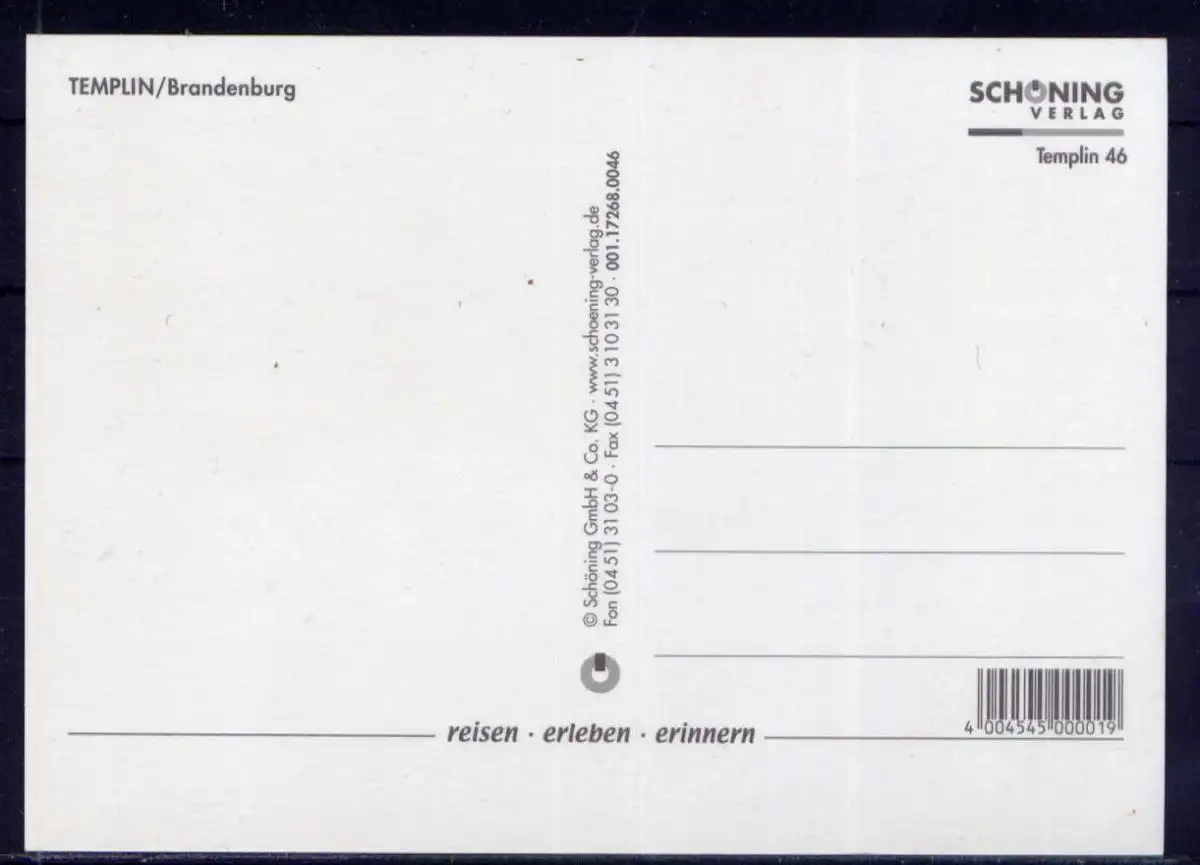 TEMPLIN/Brandenburg
SCHÖNING
VERLAG
Templin 46
© Schöning GmbH & Co. KG · www.schoening-verlag.de
Fon (04 51) 31 03-0 · Fax (04 51) 3 10 31 30 · 001.17268.0046
reisen · erleben · erinnern
4 004545 000019